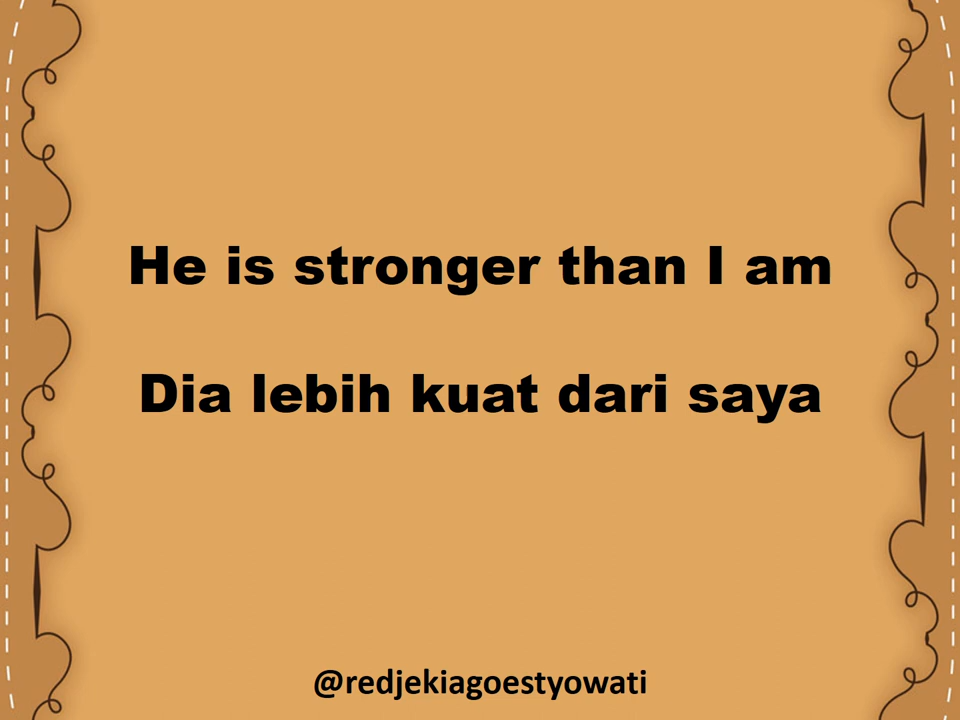 He is stronger than I am
Dia lebih kuat dari saya
@redjekiagoestyowati